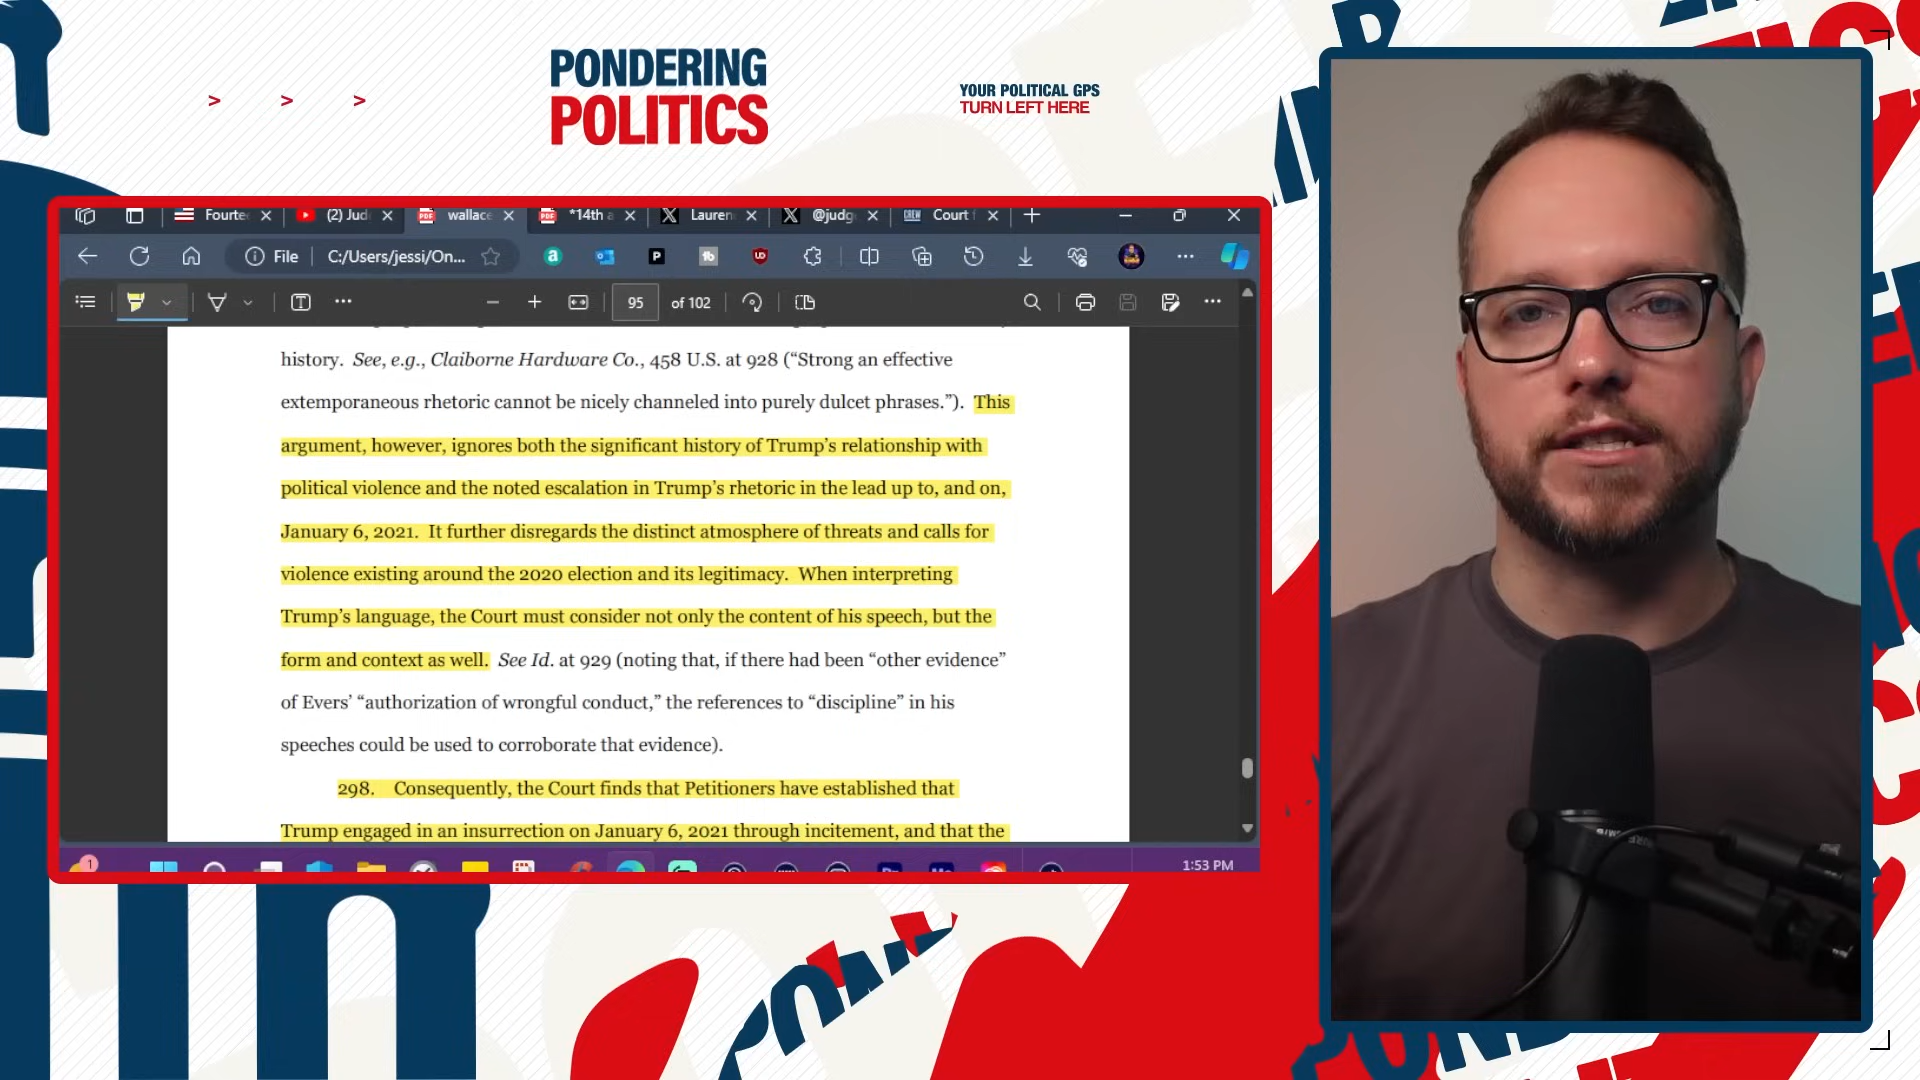 PONDERING
POLITICS
YOUR POLITICAL GPS
TURN LEFT HERE
> > >
Fourte (2) Jud wallace *14th a Lauren @judg CREW Court f
File C:/Users/jessi/On...
95 of 102
history. See, e.g., Claiborne Hardware Co., 458 U.S. at 928 (“Strong an effective
extemporaneous rhetoric cannot be nicely channeled into purely dulcet phrases.”). This
argument, however, ignores both the significant history of Trump’s relationship with
political violence and the noted escalation in Trump’s rhetoric in the lead up to, and on,
January 6, 2021. It further disregards the distinct atmosphere of threats and calls for
violence existing around the 2020 election and its legitimacy. When interpreting
Trump’s language, the Court must consider not only the content of his speech, but the
form and context as well. See Id. at 929 (noting that, if there had been “other evidence”
of Evers’ “authorization of wrongful conduct,” the references to “discipline” in his
speeches could be used to corroborate that evidence).
298. Consequently, the Court finds that Petitioners have established that
Trump engaged in an insurrection on January 6, 2021 through incitement, and that the
1
1:53 PM